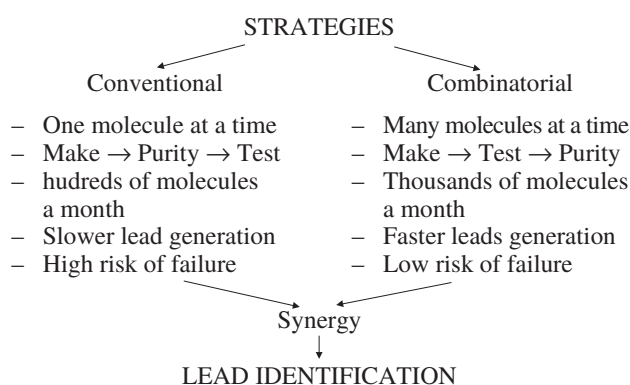 STRATEGIES
Conventional
– One molecule at a time
– Make → Purity → Test
– hudreds of molecules
a month
– Slower lead generation
– High risk of failure
Combinatorial
– Many molecules at a time
– Make → Test → Purity
– Thousands of molecules
a month
– Faster leads generation
– Low risk of failure
Synergy
LEAD IDENTIFICATION